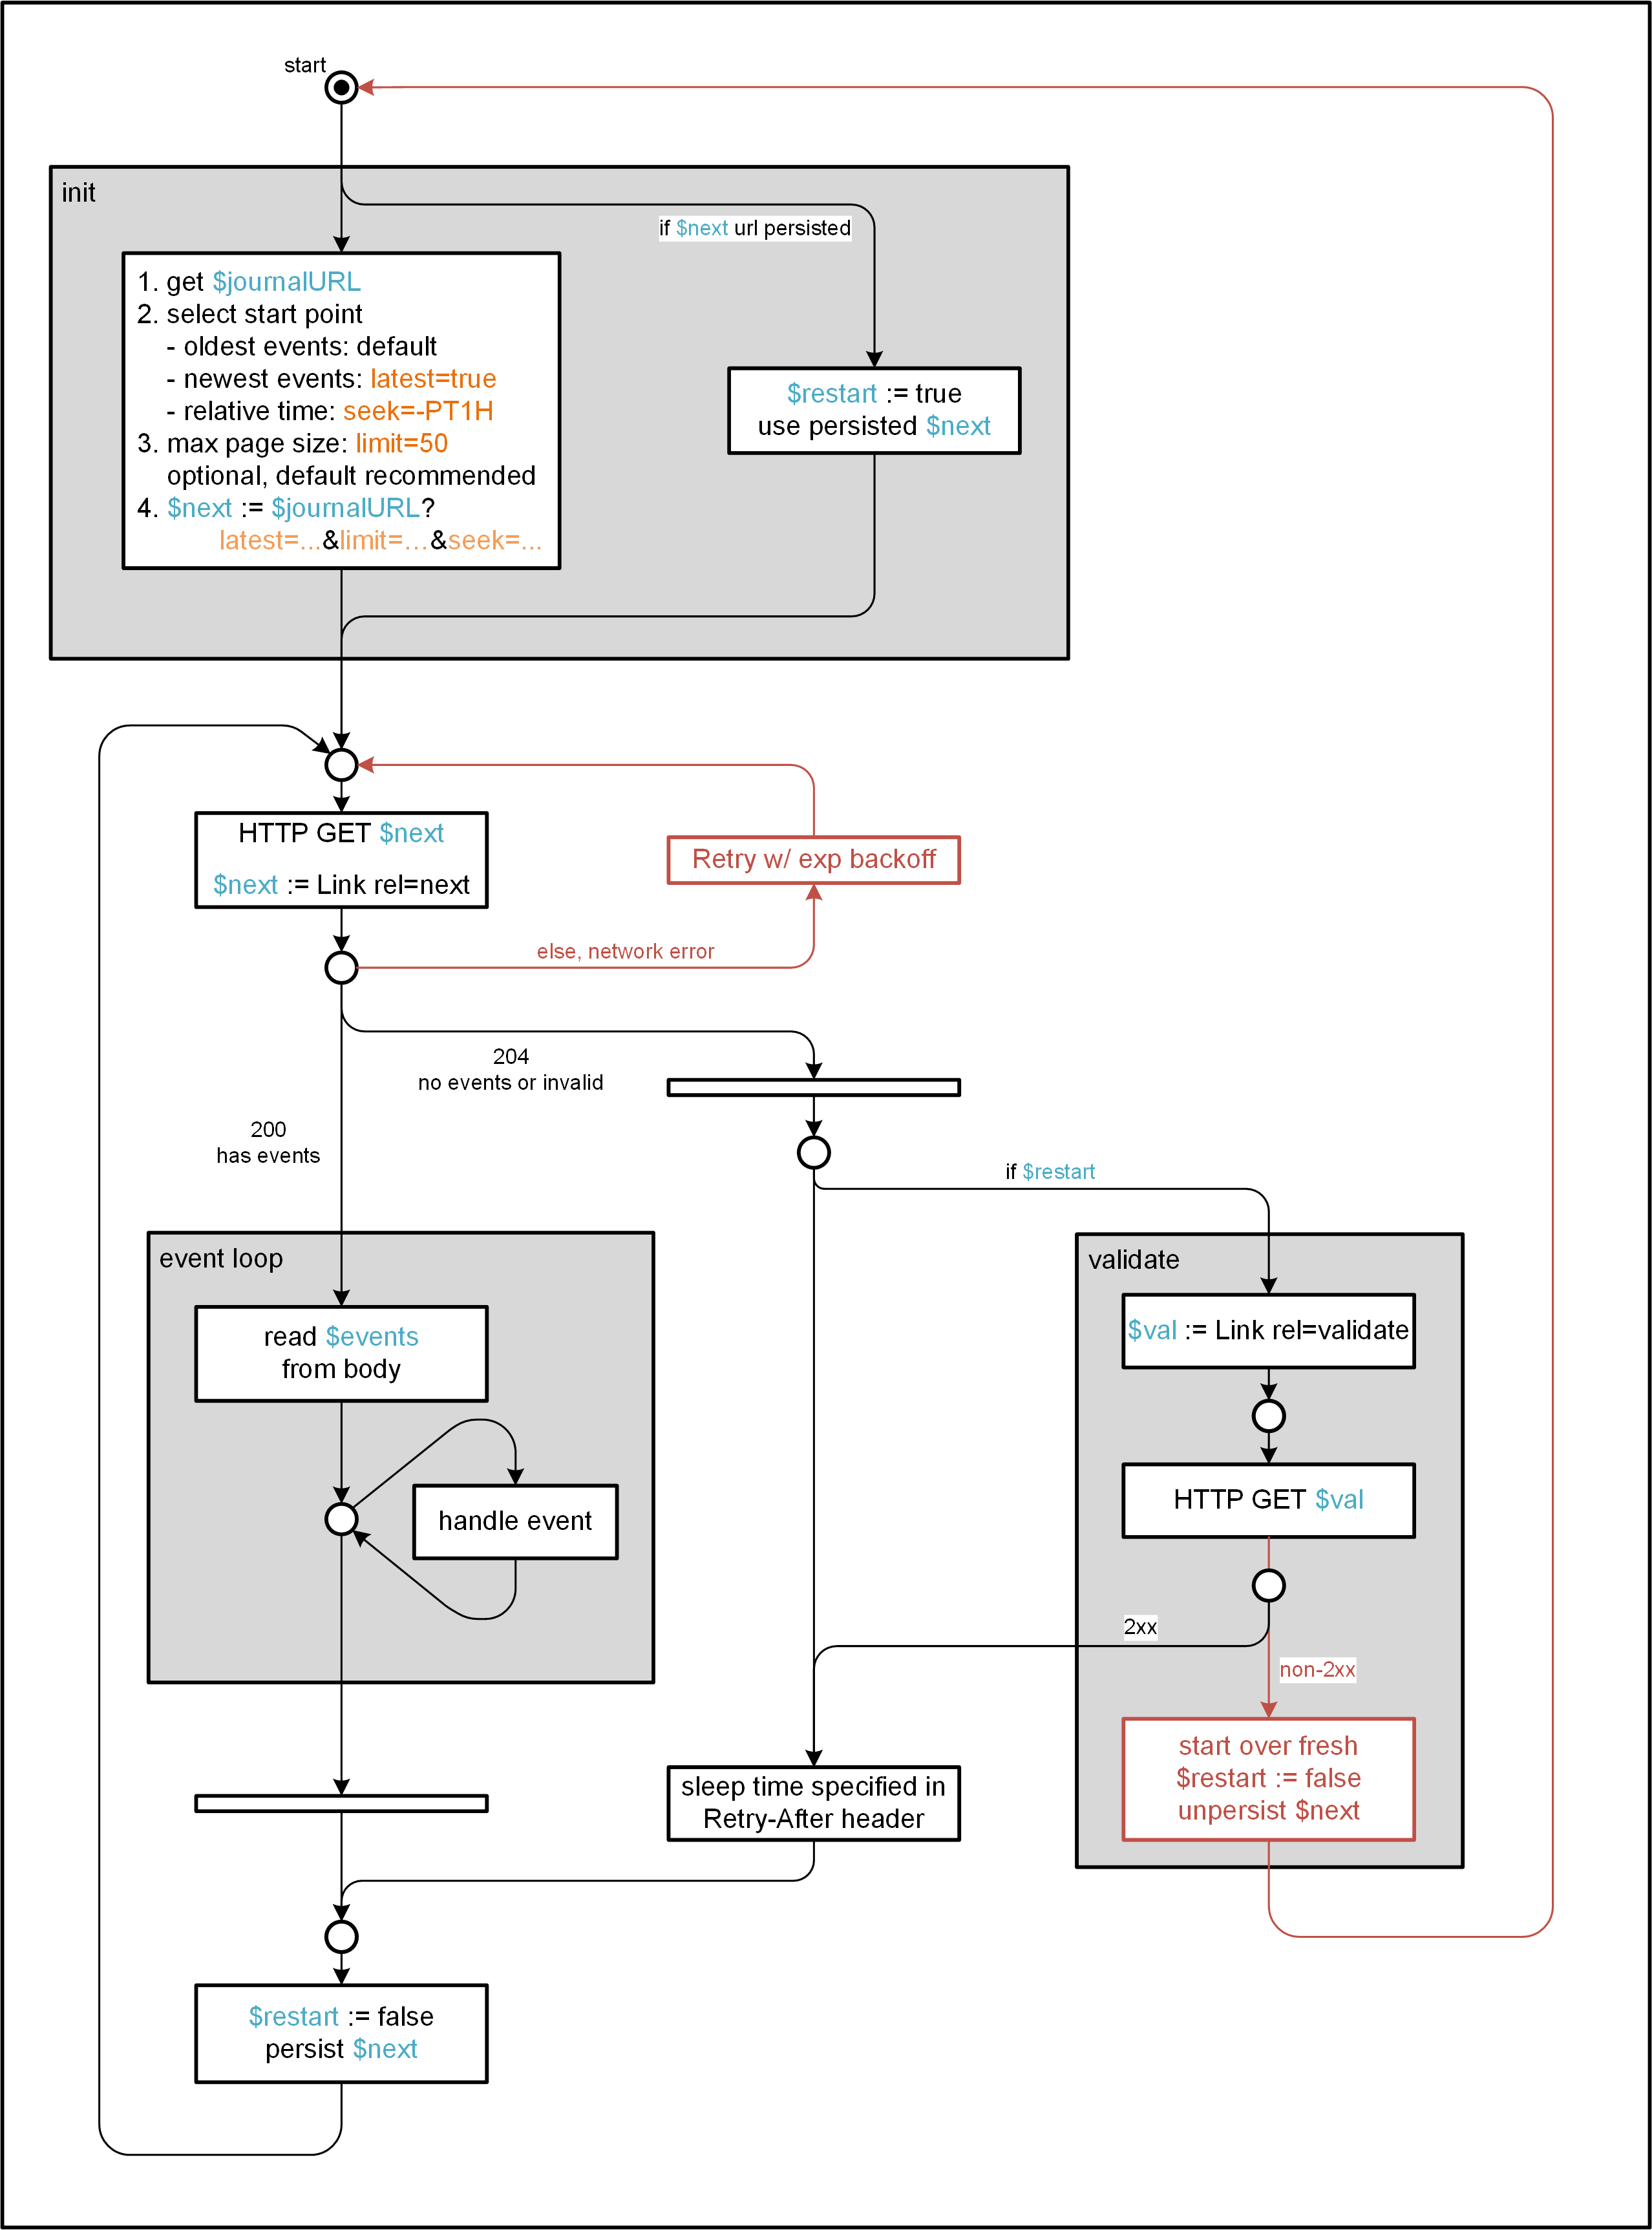 start
init
if $next url persisted
1. get $journalURL
2. select start point
- oldest events: default
- newest events: latest=true
- relative time: seek=-PT1H
3. max page size: limit=50
optional, default recommended
4. $next := $journalURL?
latest=...&limit=...&seek=...
$restart := true
use persisted $next
HTTP GET $next
$next := Link rel=next
Retry w/ exp backoff
else, network error
204
no events or invalid
200
has events
if $restart
event loop
read $events
from body
handle event
validate
$val := Link rel=validate
HTTP GET $val
2xx
non-2xx
start over fresh
$restart := false
unpersist $next
sleep time specified in
Retry-After header
$restart := false
persist $next